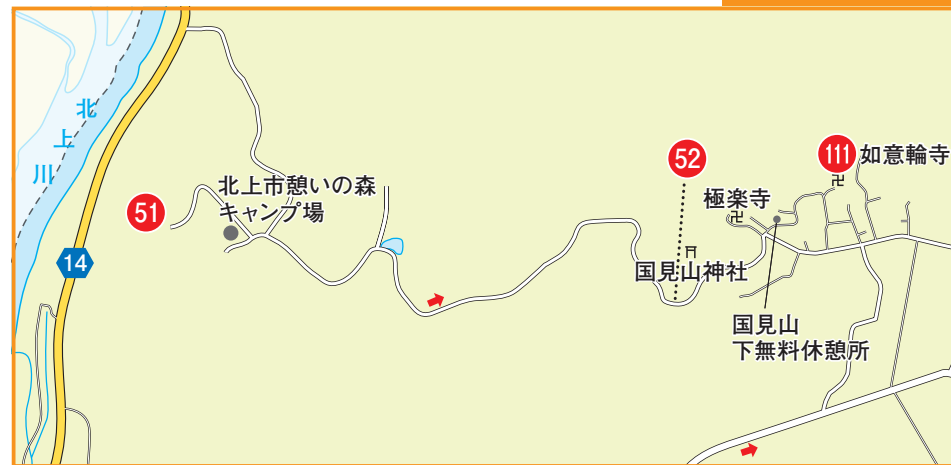 北上川
14
51
北上市憩いの森
キャンプ場
52
国見山神社
極楽寺
111
如意輪寺
国見山
下無料休憩所